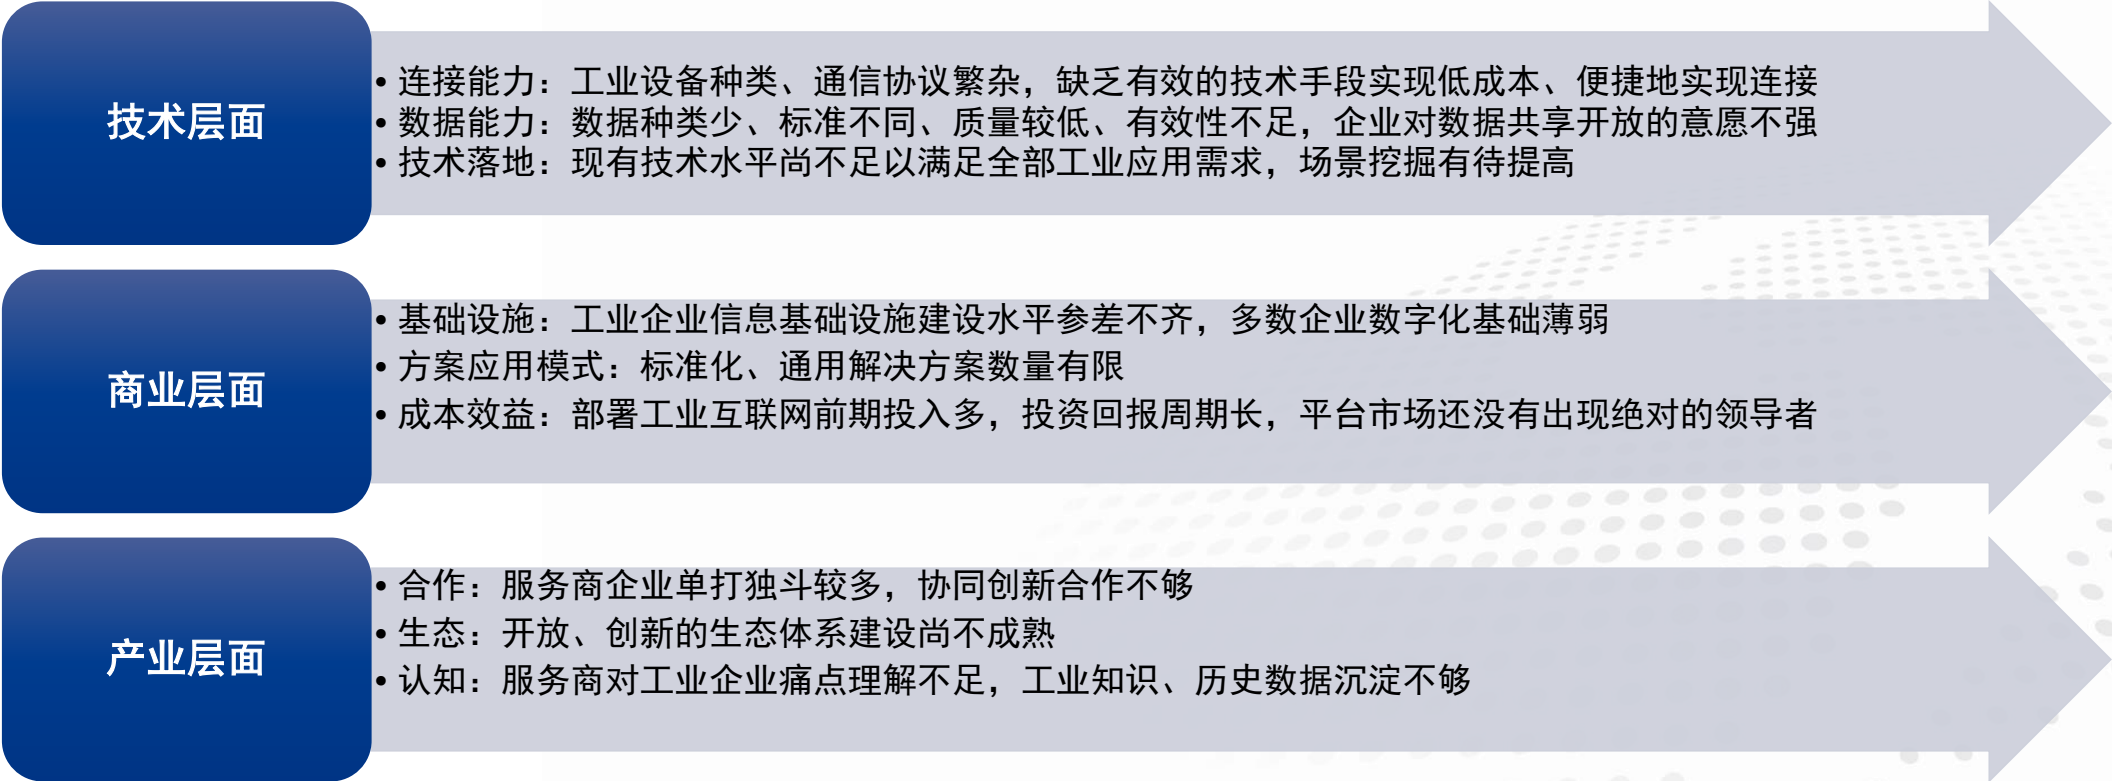 技术层面
• 连接能力：工业设备种类、通信协议繁杂，缺乏有效的技术手段实现低成本、便捷地实现连接
• 数据能力：数据种类少、标准不同、质量较低、有效性不足，企业对数据共享开放的意愿不强
• 技术落地：现有技术水平尚不足以满足全部工业应用需求，场景挖掘有待提高
商业层面
• 基础设施：工业企业信息基础设施建设水平参差不齐，多数企业数字化基础薄弱
• 方案应用模式：标准化、通用解决方案数量有限
• 成本效益：部署工业互联网前期投入多，投资回报周期长，平台市场还没有出现绝对的领导者
产业层面
• 合作：服务商企业单打独斗较多，协同创新合作不够
• 生态：开放、创新的生态体系建设尚不成熟
• 认知：服务商对工业企业痛点理解不足，工业知识、历史数据沉淀不够